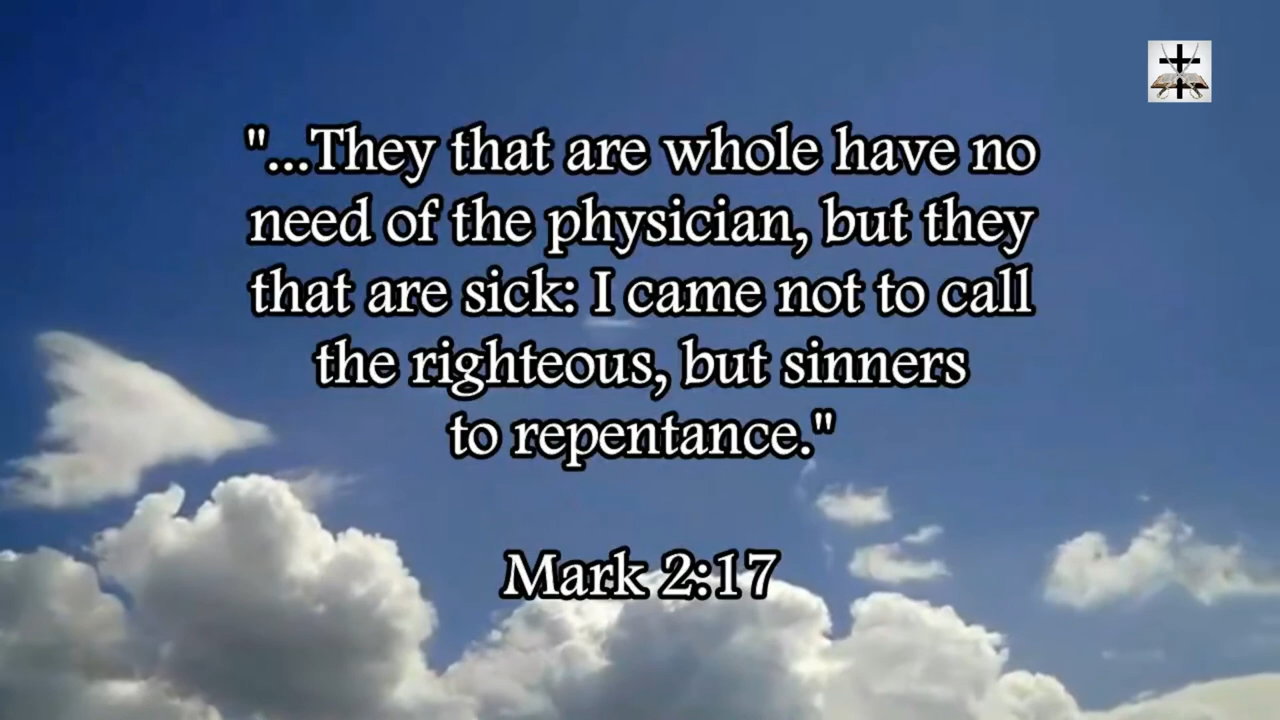 "...They that are whole have no
need of the physician, but they
that are sick: I came not to call
the righteous, but sinners
to repentance."
Mark 2:17